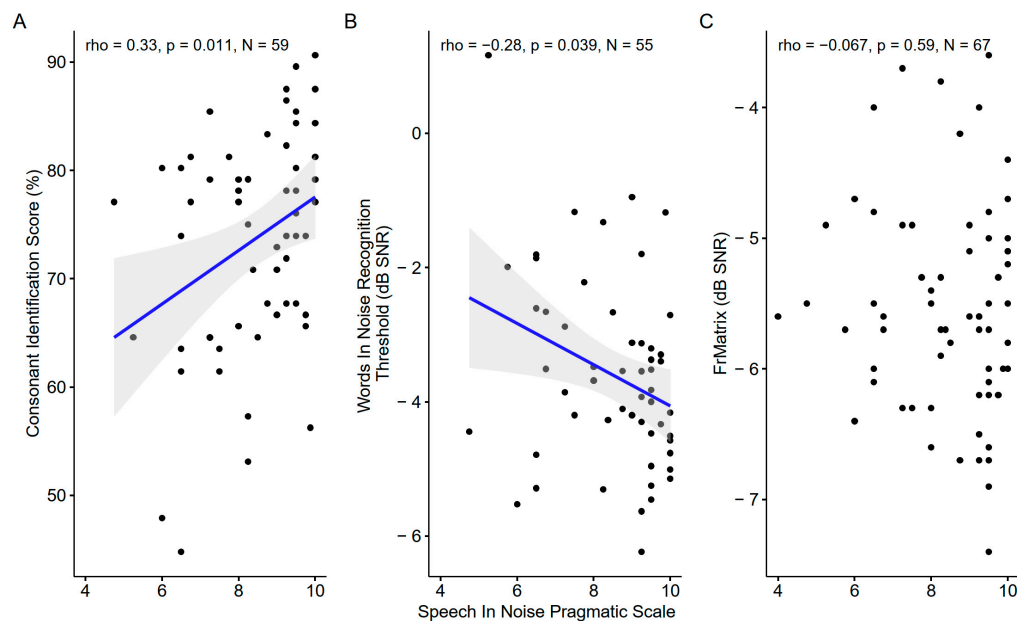 A
rho = 0.33, p = 0.011, N = 59
Consonant Identification Score (%)
90
80
70
60
50
4 6 8 10
B
rho = −0.28, p = 0.039, N = 55
Words In Noise Recognition
Threshold (dB SNR)
0
−2
−4
−6
4 6 8 10
Speech In Noise Pragmatic Scale
C
rho = −0.067, p = 0.59, N = 67
FrMatrix (dB SNR)
−4
−5
−6
−7
4 6 8 10